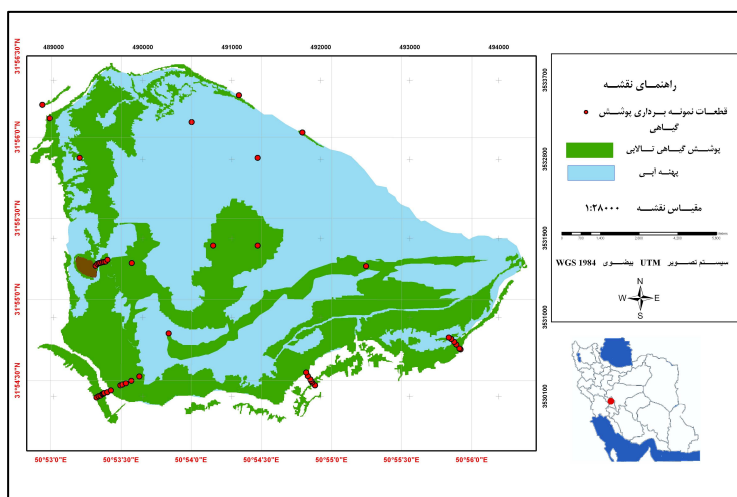 489000 490000 491000 492000 493000 494000
31°56'30"N
31°56'0"N
31°55'30"N
31°55'0"N
31°54'30"N
3533700
3532800
3531900
3531000
3530100
50°53'0"E 50°53'30"E 50°54'0"E 50°54'30"E 50°55'0"E 50°55'30"E 50°56'0"E
راهنمای نقشه
قطعات نمونه برداری پوشش
گیاهی
پوشش گیاهی تالابی
پهنه آبی
مقیاس نقشه ۱:۲۸۰۰۰
سیستم تصویر UTM بیضوی WGS 1984
N
W E
S